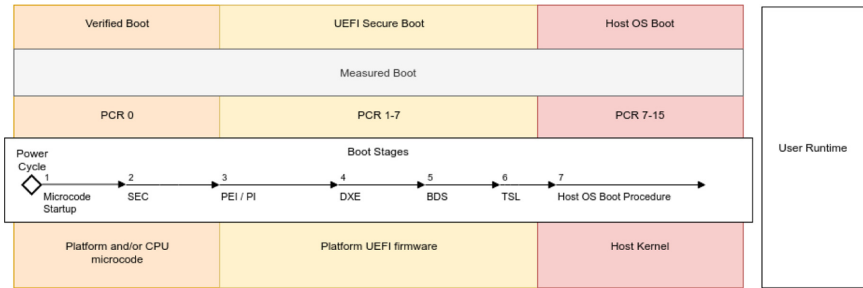 Verified Boot
UEFI Secure Boot
Host OS Boot
Measured Boot
PCR 0
PCR 1-7
PCR 7-15
Boot Stages
Power
Cycle
1
2
3
4
5
6
7
Microcode
Startup
SEC
PEI / PI
DXE
BDS
TSL
Host OS Boot Procedure
User Runtime
Platform and/or CPU
microcode
Platform UEFI firmware
Host Kernel